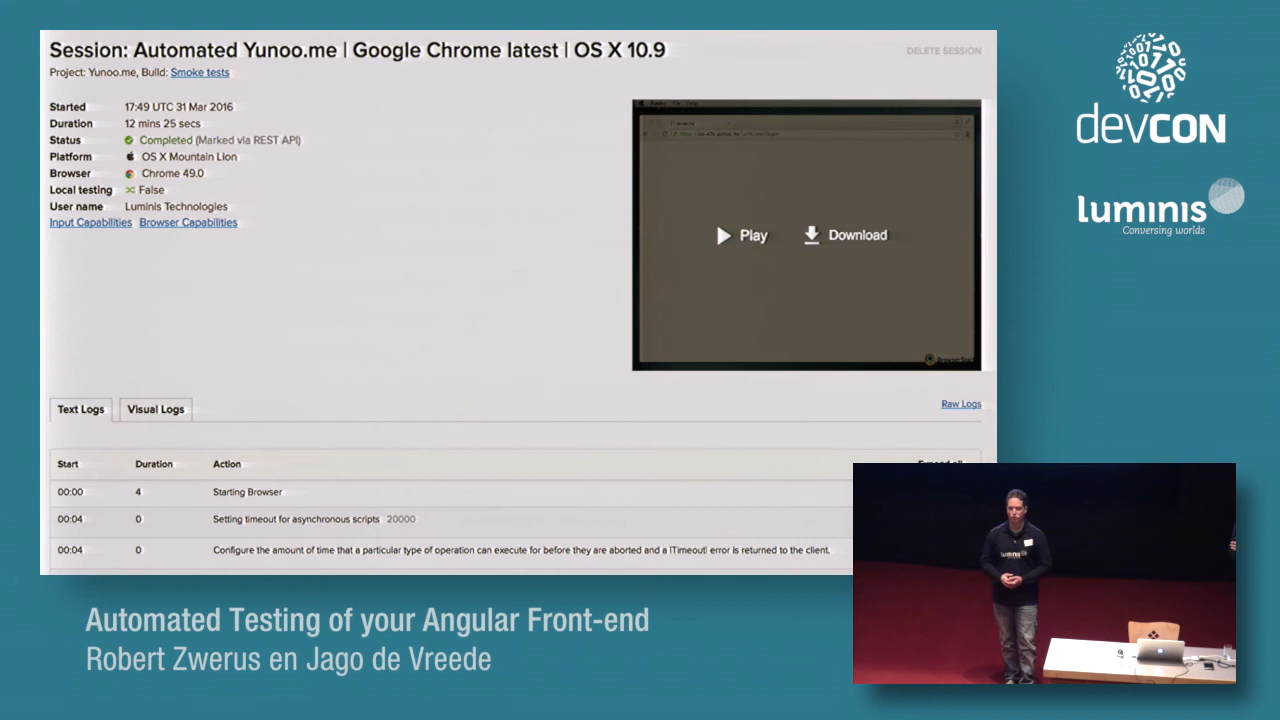 Session: Automated Yunoo.me | Google Chrome latest | OS X 10.9
DELETE SESSION
Project: Yunoo.me, Build: Smoke tests
Started 17:49 UTC 31 Mar 2016
Duration 12 mins 25 secs
Status Completed (Marked via REST API)
Platform OS X Mountain Lion
Browser Chrome 49.0
Local testing False
User name Luminis Technologies
Input Capabilities Browser Capabilities
Play Download
BrowserStack
Text Logs Visual Logs
Raw Logs
Start Duration Action
00:00 4 Starting Browser
00:04 0 Setting timeout for asynchronous scripts 20000
00:04 0 Configure the amount of time that a particular type of operation can execute for before they are aborted and a |Timeout| error is returned to the client.
devCON
luminis
Conversing worlds
luminis
Automated Testing of your Angular Front-end
Robert Zwerus en Jago de Vreede